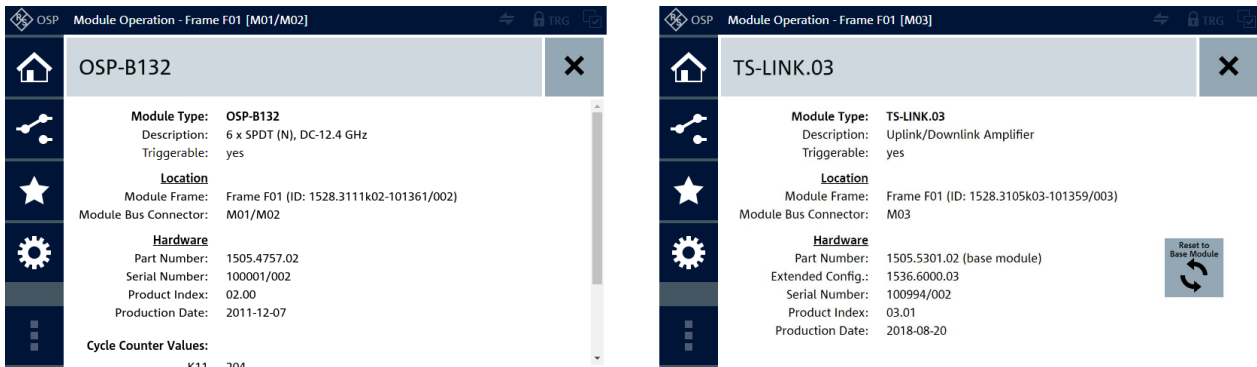 OSP Module Operation - Frame F01 [M01/M02] TRG
OSP-B132
Module Type: OSP-B132
Description: 6 x SPDT (N), DC-12.4 GHz
Triggerable: yes
Location
Module Frame: Frame F01 (ID: 1528.3111k02-101361/002)
Module Bus Connector: M01/M02
Hardware
Part Number: 1505.4757.02
Serial Number: 100001/002
Product Index: 02.00
Production Date: 2011-12-07
Cycle Counter Values:
K11 204
OSP Module Operation - Frame F01 [M03] TRG
TS-LINK.03
Module Type: TS-LINK.03
Description: Uplink/Downlink Amplifier
Triggerable: yes
Location
Module Frame: Frame F01 (ID: 1528.3105k03-101359/003)
Module Bus Connector: M03
Hardware
Part Number: 1505.5301.02 (base module)
Extended Config.: 1536.6000.03
Serial Number: 100994/002
Product Index: 03.01
Production Date: 2018-08-20
Reset to
Base Module